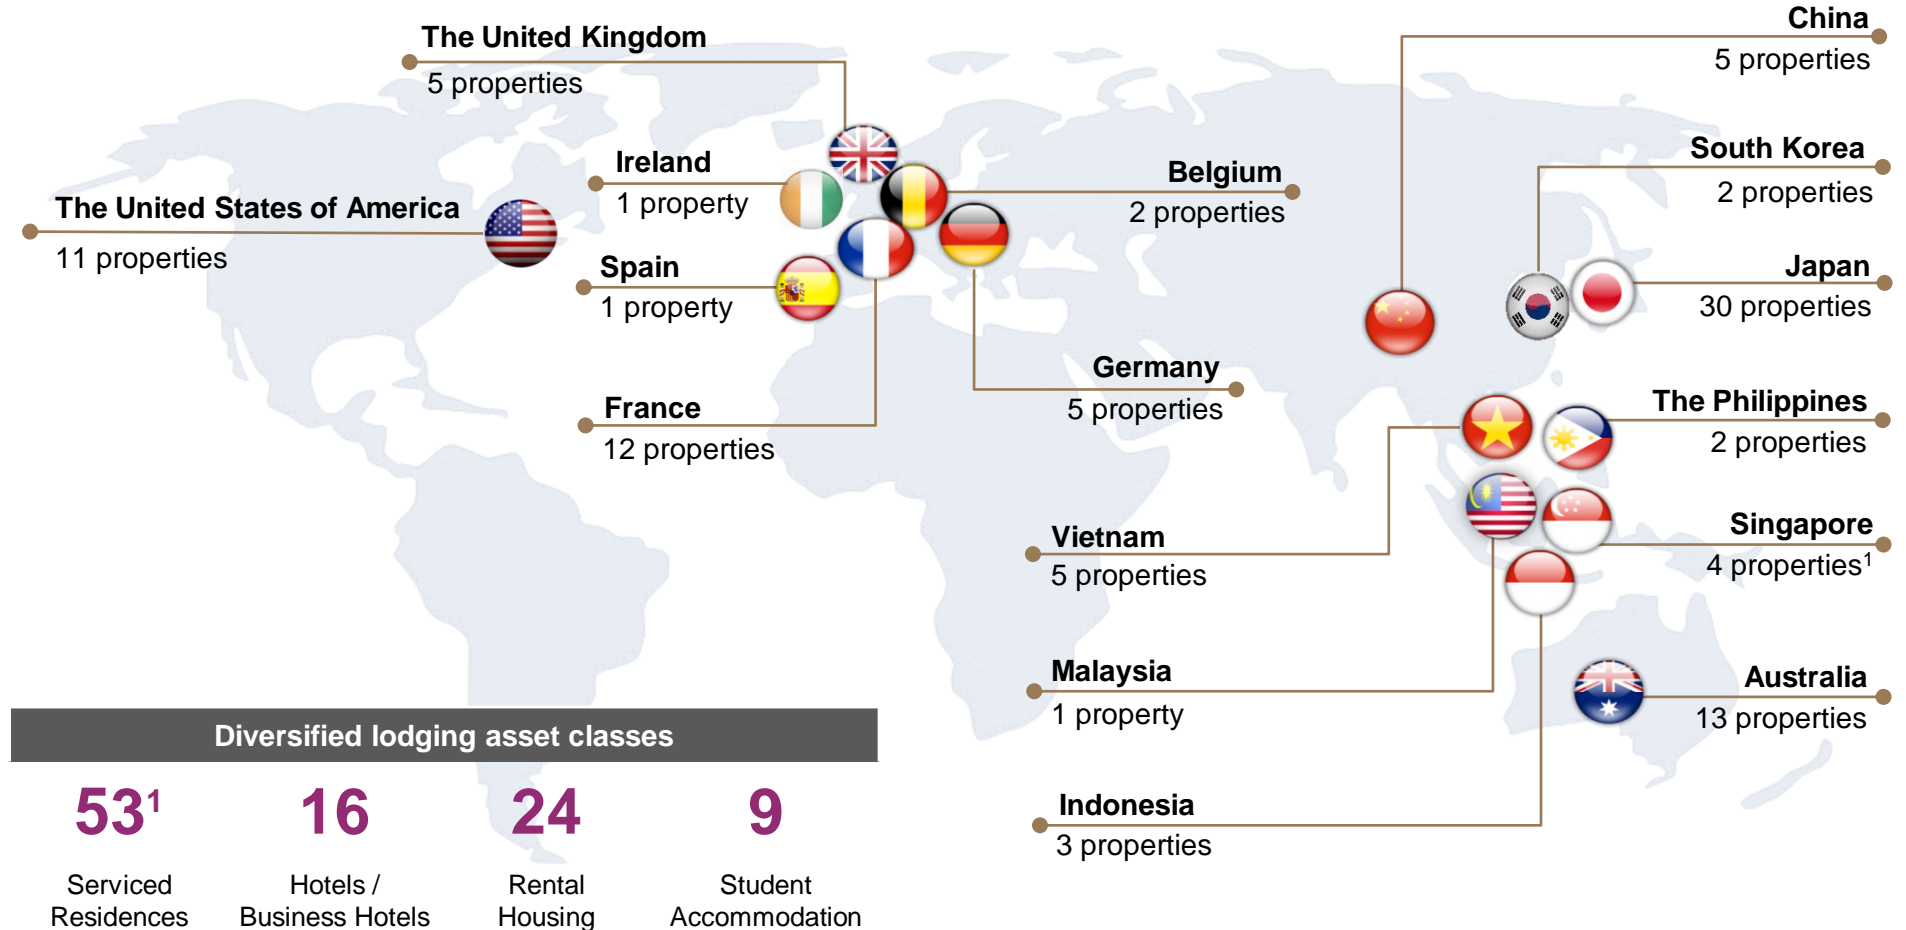 The United Kingdom
5 properties
Ireland
1 property
The United States of America
11 properties
Spain
1 property
France
12 properties
Belgium
2 properties
Germany
5 properties
China
5 properties
South Korea
2 properties
Japan
30 properties
The Philippines
2 properties
Vietnam
5 properties
Singapore
4 properties¹
Malaysia
1 property
Australia
13 properties
Indonesia
3 properties
Diversified lodging asset classes
53¹
Serviced
Residences
16
Hotels /
Business Hotels
24
Rental
Housing
9
Student
Accommodation